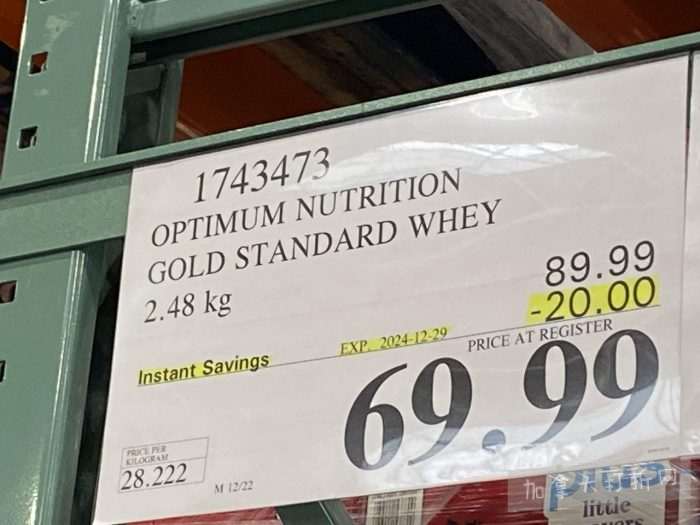 1743473
OPTIMUM NUTRITION
GOLD STANDARD WHEY
2.48 kg
89.99
-20.00
Instant Savings
EXP. 2024-12-29
PRICE AT REGISTER
69.99
PRICE PER
KILOGRAM
28.222
M 12/22
little